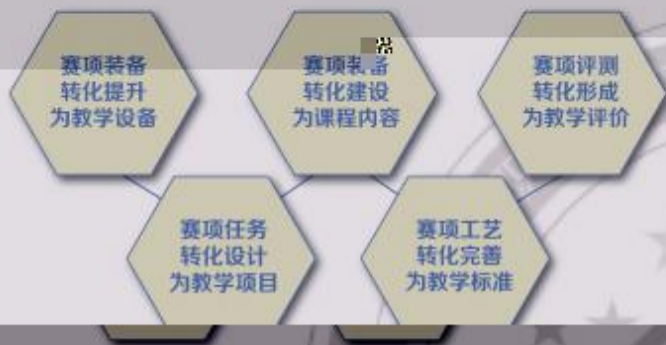 赛项装备
转化提升
为教学设备
赛项装备
转化建设
为课程内容
赛项评测
转化形成
为教学评价
赛项任务
转化设计
为教学项目
赛项工艺
转化完善
为教学标准